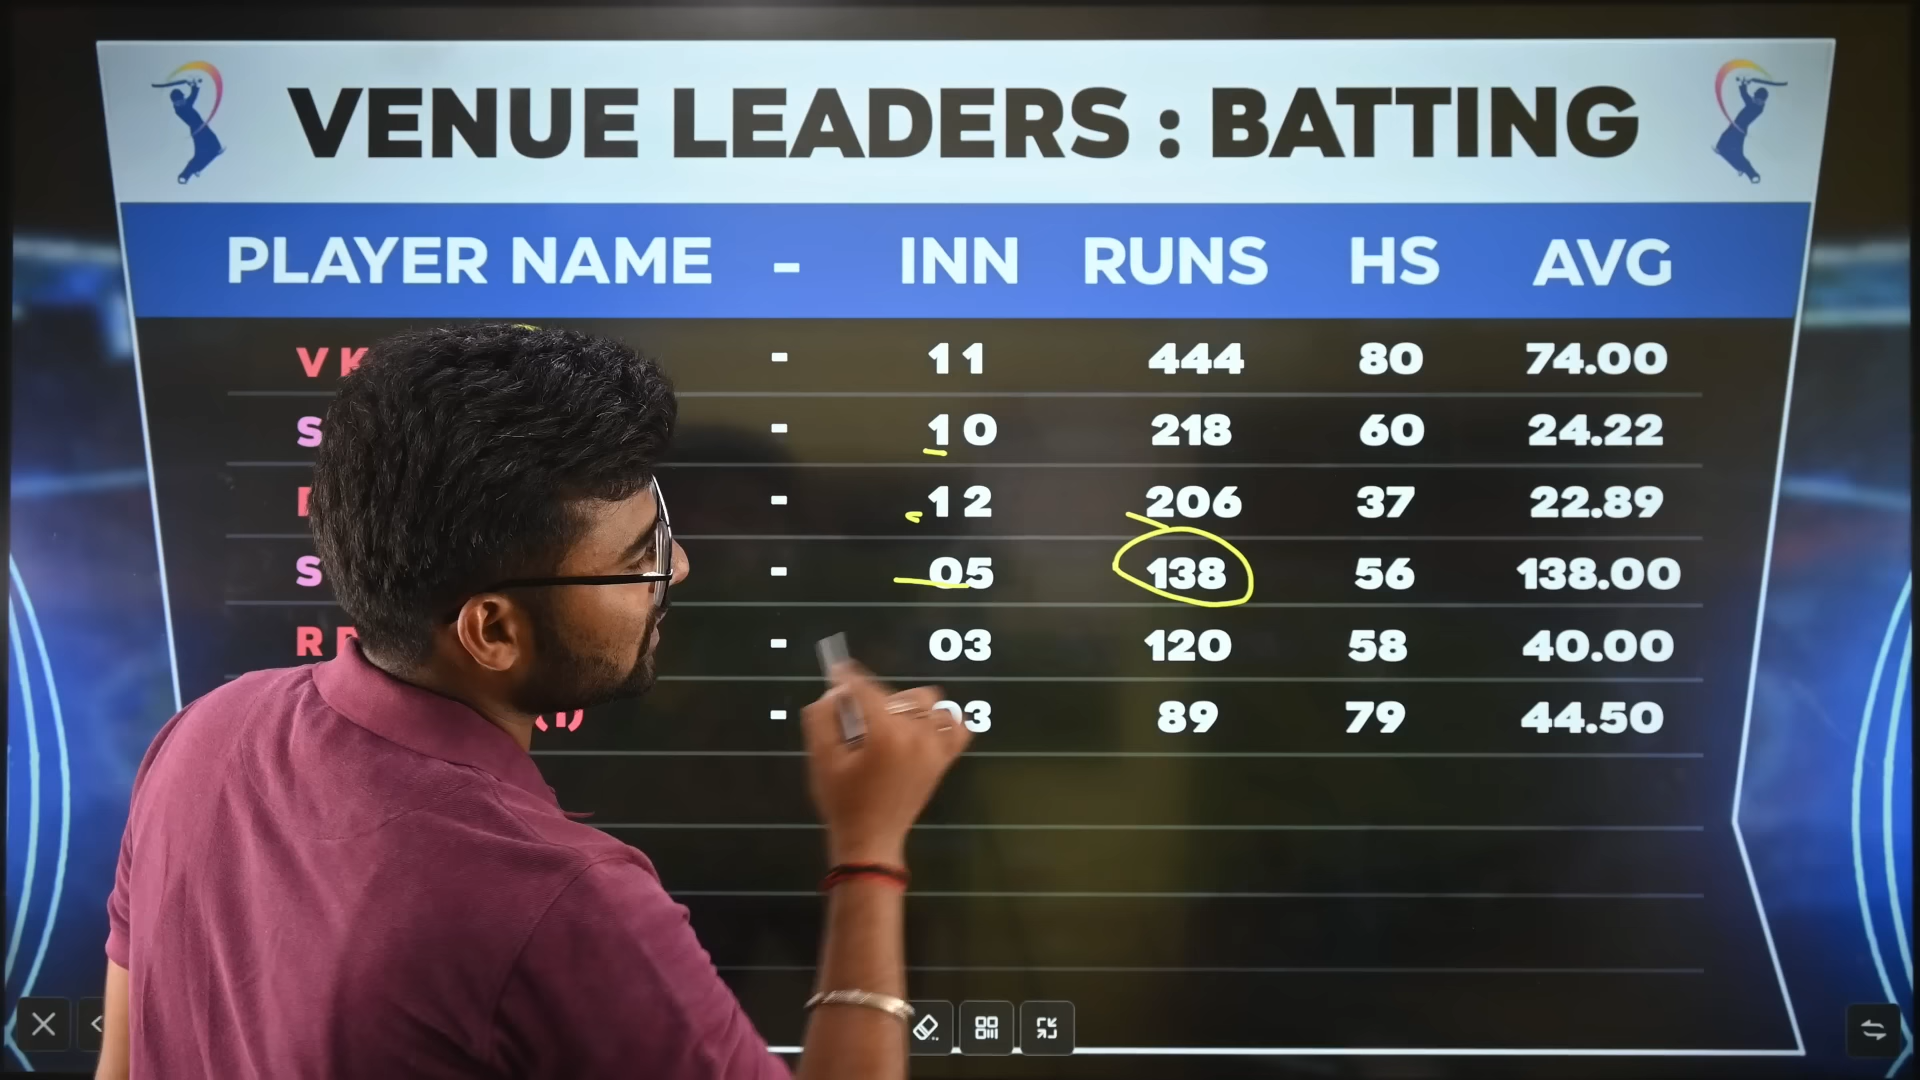 VENUE LEADERS : BATTING
PLAYER NAME - INN RUNS HS AVG
V K - 11 444 80 74.00
S - 10 218 60 24.22
- 12 206 37 22.89
S - 05 138 56 138.00
R - 03 120 58 40.00
(I) - 03 89 79 44.50